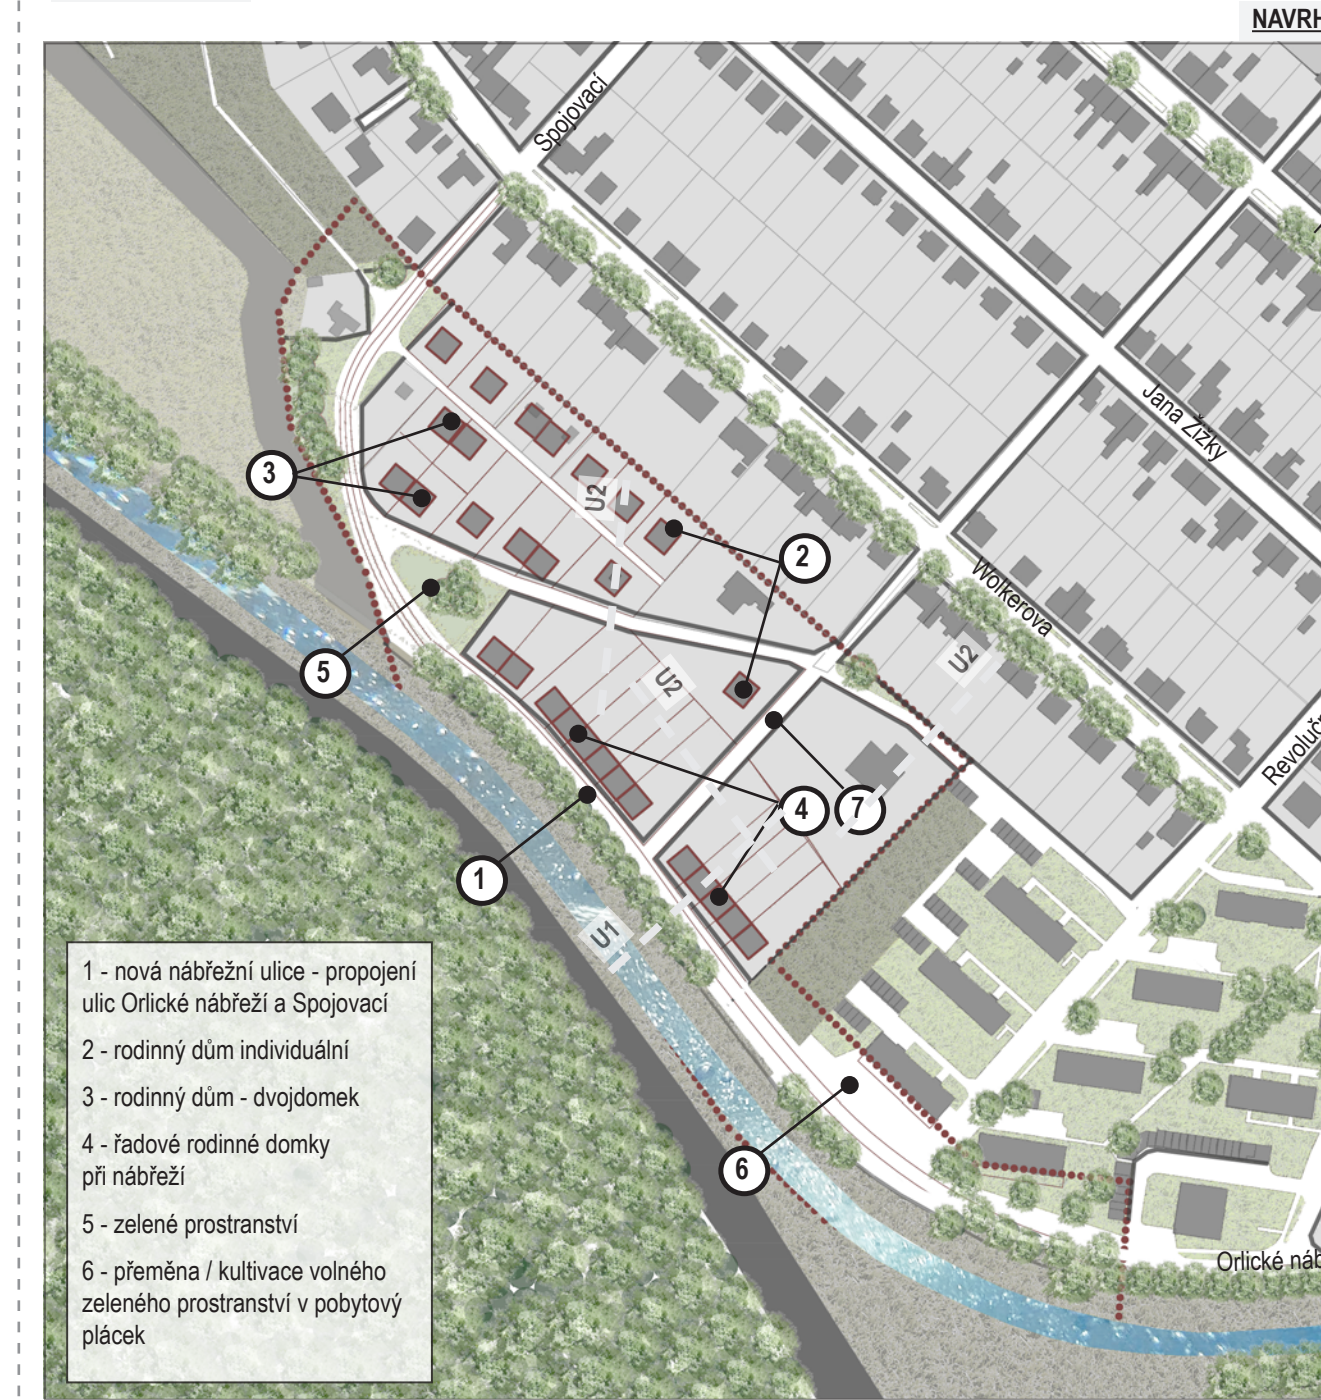 NAVRH
Spojovací
Jana Žižky
Wolkerova
Revoluč
Orlické náb
U2
U2
U2
U1
3
2
5
4
7
1
6
1 - nová nábřežní ulice - propojení
ulic Orlické nábřeží a Spojovací
2 - rodinný dům individuální
3 - rodinný dům - dvojdomek
4 - řadové rodinné domky
při nábřeží
5 - zelené prostranství
6 - přeměna / kultivace volného
zeleného prostranství v pobytový
plácek